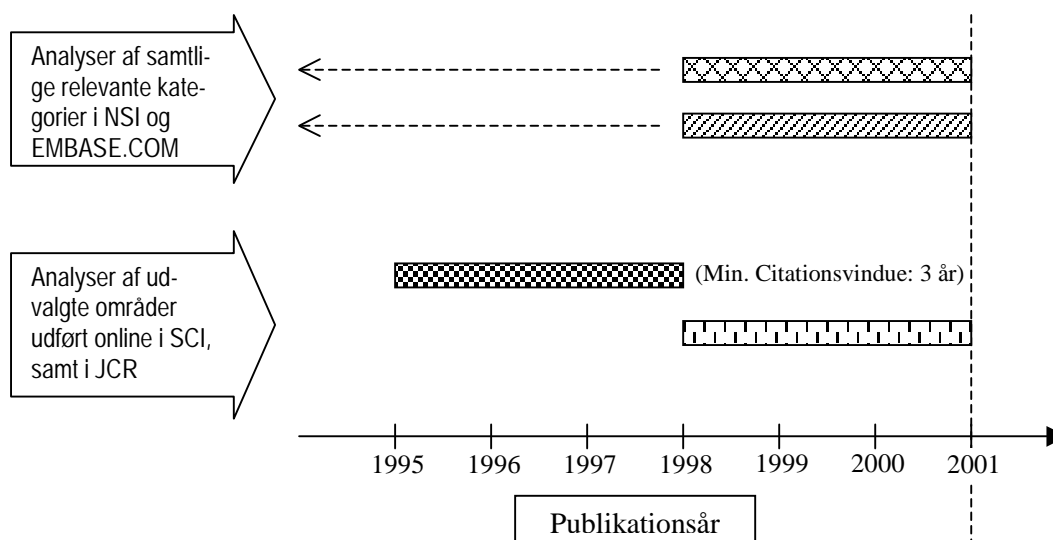 Analyser af samtli-
ge relevante kate-
gorier i NSI og
EMBASE.COM
Analyser af ud-
valgte områder
udført online i SCI,
samt i JCR
(Min. Citationsvindue: 3 år)
1995 1996 1997 1998 1999 2000 2001
Publikationsår